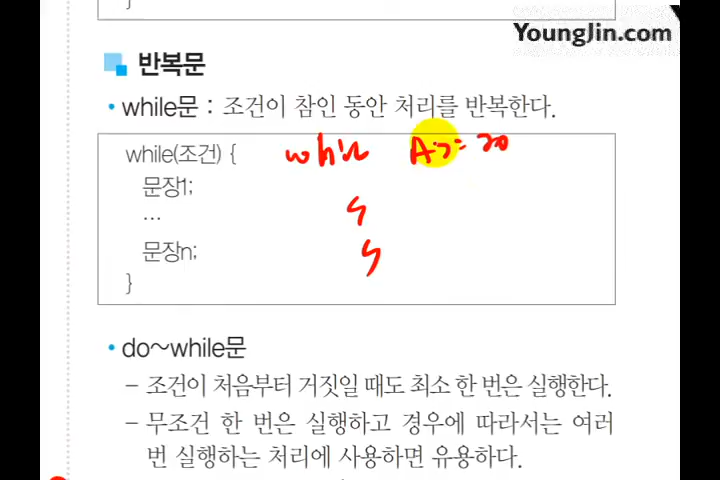 }
YoungJin.com
반복문
• while문 : 조건이 참인 동안 처리를 반복한다.
while(조건) { while A>= 20
문장1;
...
문장n;
}
• do~while문
– 조건이 처음부터 거짓일 때도 최소 한 번은 실행한다.
– 무조건 한 번은 실행하고 경우에 따라서는 여러
번 실행하는 처리에 사용하면 유용하다.